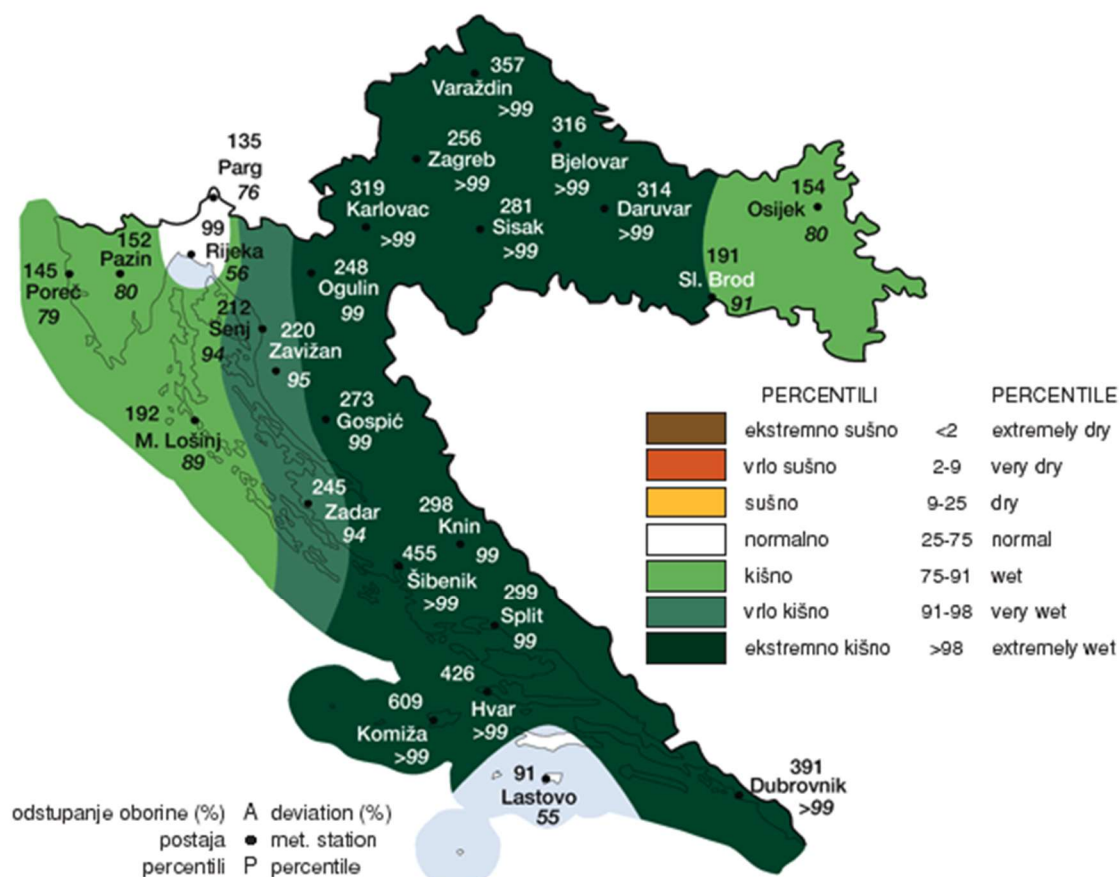 357
Varaždin
>99
256
Zagreb
>99
316
Bjelovar
>99
135
Parg
76
319
Karlovac
>99
281
Sisak
>99
314
Daruvar
>99
154
Osijek
80
191
Sl. Brod
91
99
Rijeka
56
152
Pazin
80
145
Poreč
79
248
Ogulin
99
212
Senj
94
220
Zavižan
95
192
M. Lošinj
89
273
Gospić
99
245
Zadar
94
298
Knin
99
455
Šibenik
>99
299
Split
99
426
Hvar
>99
609
Komiža
>99
91
Lastovo
55
391
Dubrovnik
>99
PERCENTILI PERCENTILE
ekstremno sušno <2 extremely dry
vrlo sušno 2-9 very dry
sušno 9-25 dry
normalno 25-75 normal
kišno 75-91 wet
vrlo kišno 91-98 very wet
ekstremno kišno >98 extremely wet
odstupanje oborine (%) A deviation (%)
postaja met. station
percentili P percentile